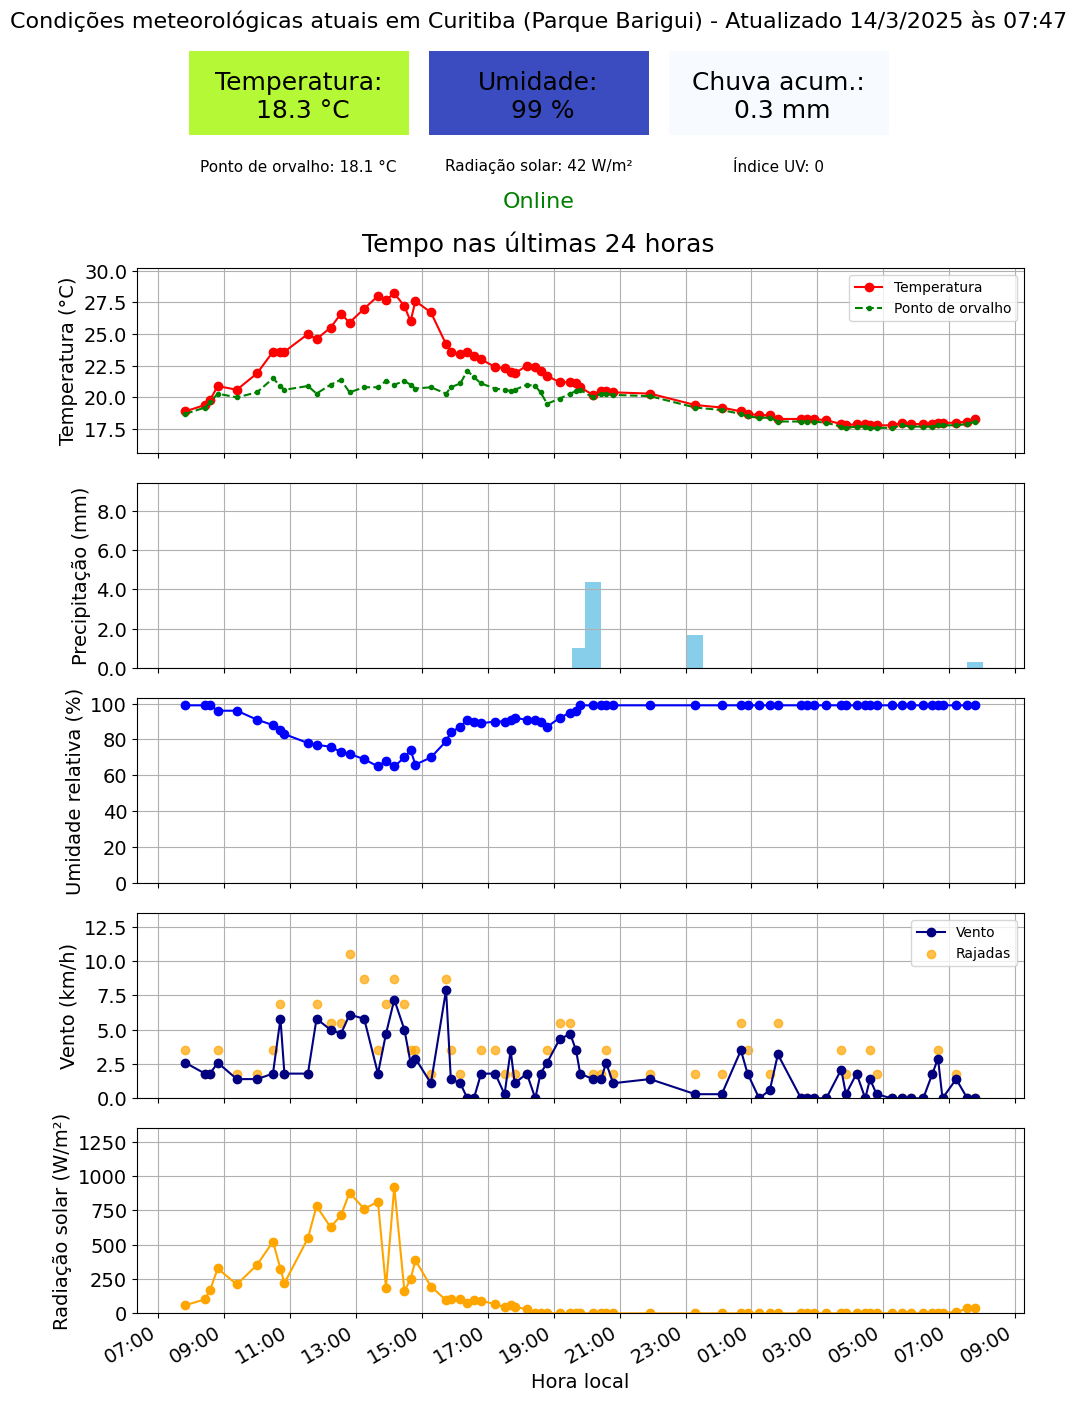 Condições meteorológicas atuais em Curitiba (Parque Barigui) - Atualizado 14/3/2025 às 07:47
Temperatura:
18.3 °C
Umidade:
99 %
Chuva acum.:
0.3 mm
Ponto de orvalho: 18.1 °C
Radiação solar: 42 W/m²
Índice UV: 0
Online
Tempo nas últimas 24 horas
Temperatura (°C)
30.0
27.5
25.0
22.5
20.0
17.5
Temperatura
Ponto de orvalho
Precipitação (mm)
8.0
6.0
4.0
2.0
0.0
Umidade relativa (%)
100
80
60
40
20
0
Vento (km/h)
12.5
10.0
7.5
5.0
2.5
0.0
Vento
Rajadas
Radiação solar (W/m²)
1250
1000
750
500
250
0
07:00
09:00
11:00
13:00
15:00
17:00
19:00
21:00
23:00
01:00
03:00
05:00
07:00
09:00
Hora local